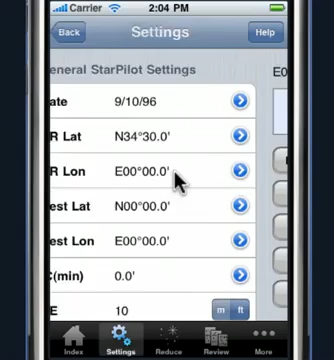 Carrier 2:04 PM
Back Settings Help
eneral StarPilot Settings
ate 9/10/96
R Lat N34°30.0'
R Lon E00°00.0'
est Lat N00°00.0'
est Lon E00°00.0'
C(min) 0.0'
E 10 m ft
E0
Index Settings Reduce Review More